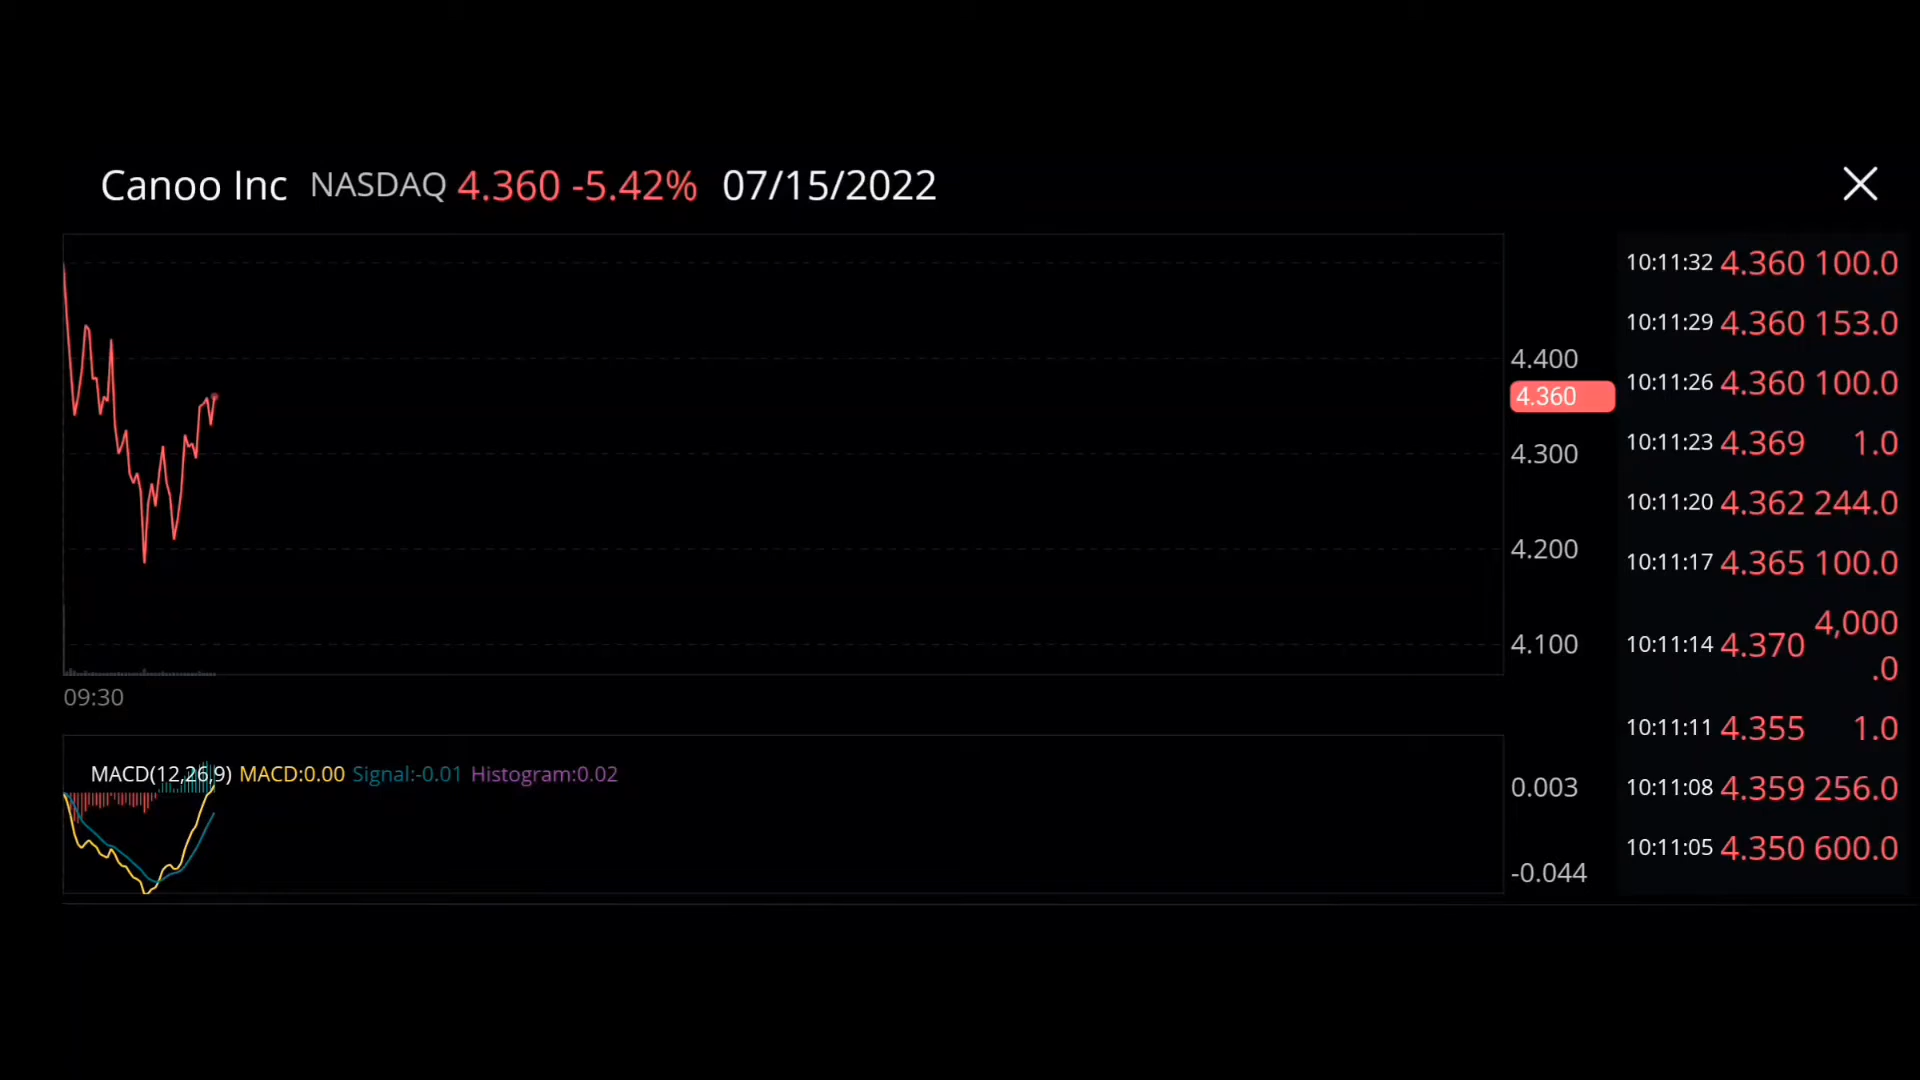 Canoo Inc NASDAQ 4.360 -5.42% 07/15/2022
4.400
4.360
4.300
4.200
4.100
09:30
MACD(12,26,9) MACD:0.00 Signal:-0.01 Histogram:0.02
0.003
-0.044
10:11:32 4.360 100.0
10:11:29 4.360 153.0
10:11:26 4.360 100.0
10:11:23 4.369 1.0
10:11:20 4.362 244.0
10:11:17 4.365 100.0
10:11:14 4.370 4,000
.0
10:11:11 4.355 1.0
10:11:08 4.359 256.0
10:11:05 4.350 600.0